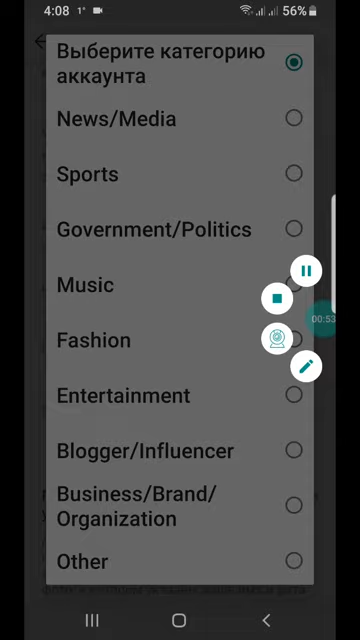 4:08 1° 56%
Выберите категорию
аккаунта
News/Media
Sports
Government/Politics
Music
00:53
Fashion
Entertainment
Blogger/Influencer
Business/Brand/
Organization
Other